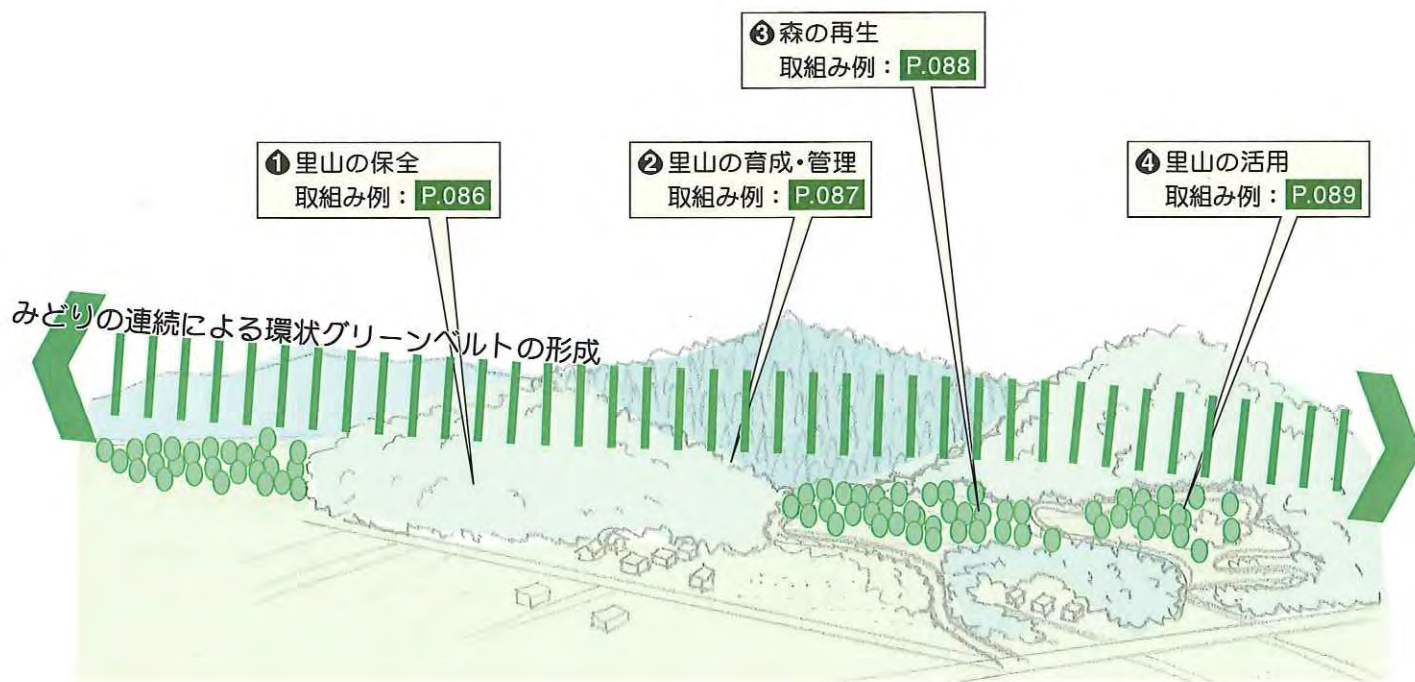 ❸森の再生
取組み例：P.088
❶里山の保全
取組み例：P.086
❷里山の育成・管理
取組み例：P.087
❹里山の活用
取組み例：P.089
みどりの連続による環状グリーンベルトの形成